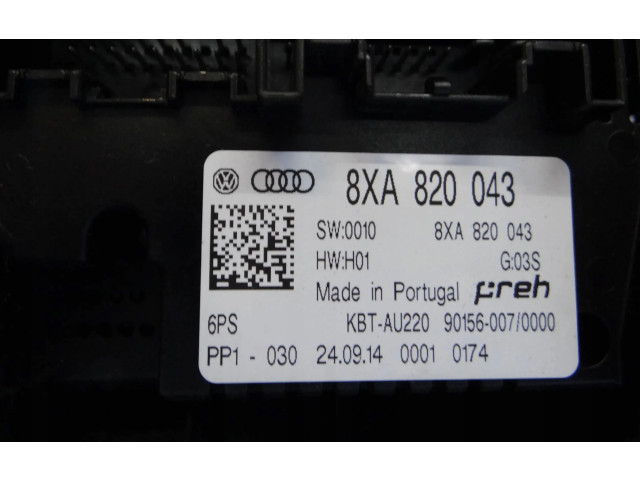 8XA 820 043
SW:0010 8XA 820 043
HW:H01 G:03S
Made in Portugal preh
6PS KBT-AU220 90156-007/0000
PP1 - 030 24.09.14 0001 0174